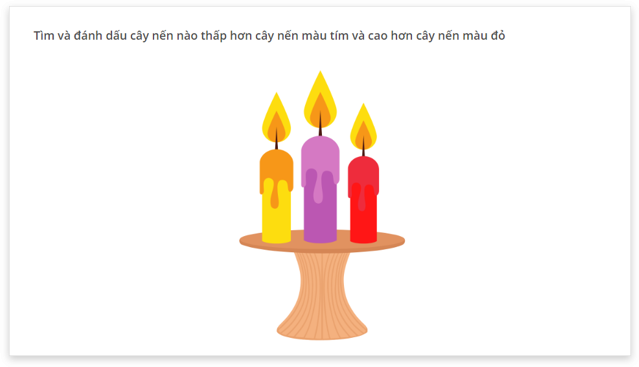 Tìm và đánh dấu cây nến nào thấp hơn cây nến màu tím và cao hơn cây nến màu đỏ